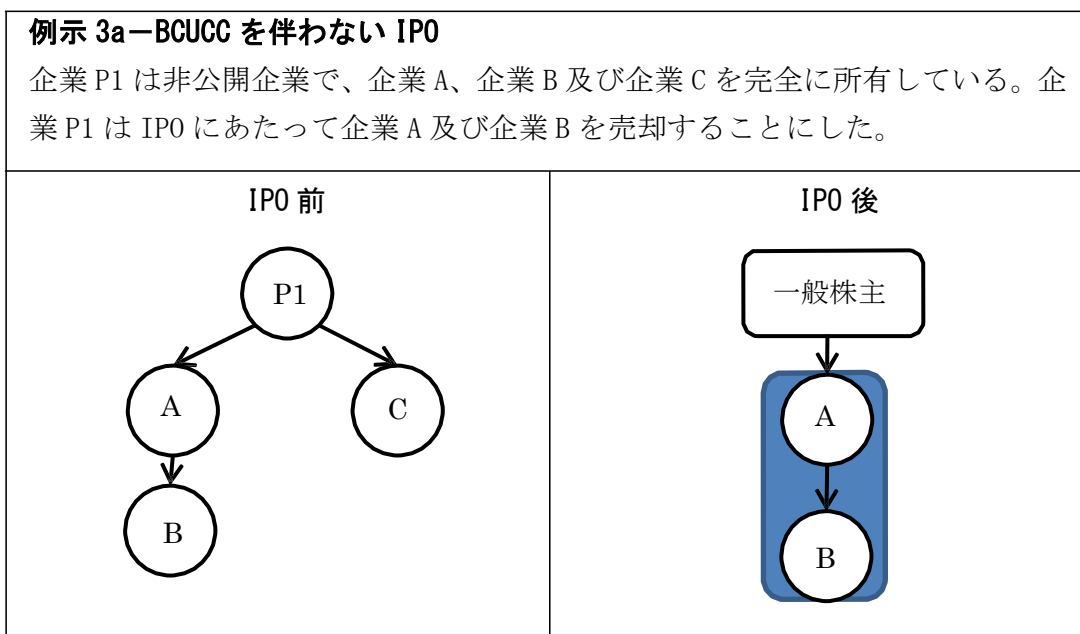 例示 3a－BCUCC を伴わない IPO
企業 P1 は非公開企業で、企業 A、企業 B 及び企業 C を完全に所有している。企
業 P1 は IPO にあたって企業 A 及び企業 B を売却することにした。
IPO 前
IPO 後
P1
A
C
B
一般株主
A
B